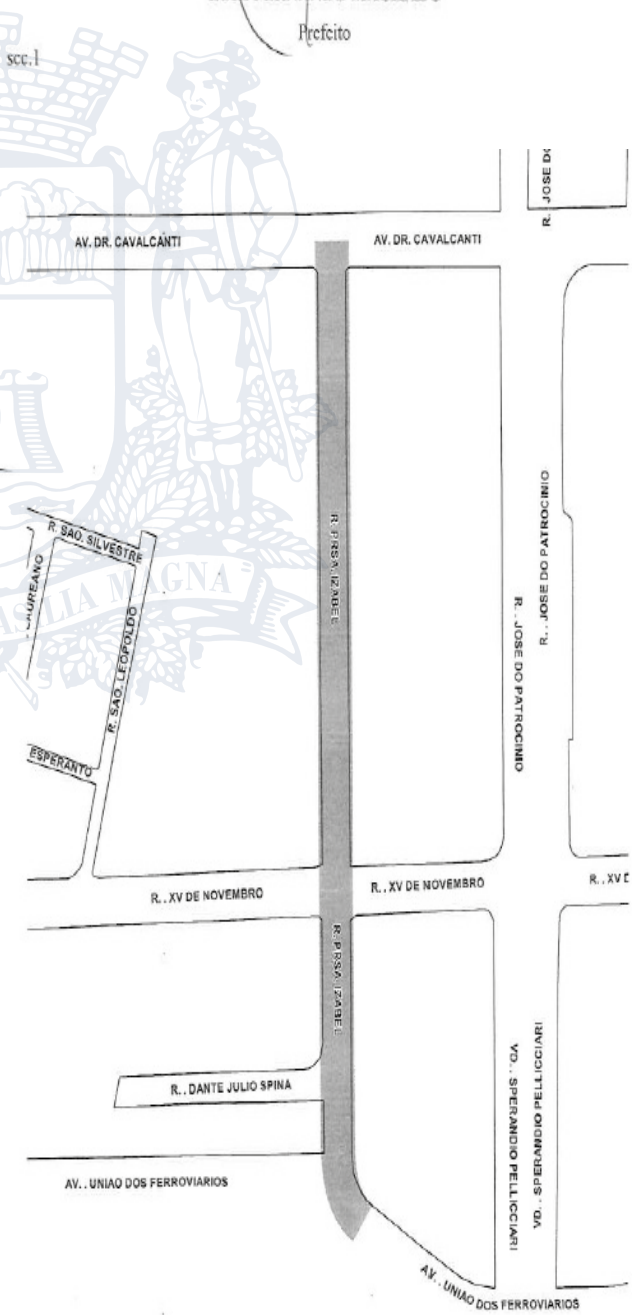 Prefeito
scc.1
R. . JOSE DO
AV. DR. CAVALCANTI
AV. DR. CAVALCANTI
R. PRSA. IZABEL
R. . JOSE DO PATROCINIO
R. . JOSE DO PATROCINIO
R. SAO. SILVESTRE
R. SAO. LEOPOLDO
ESPERANTO
MAGNA
R. . XV DE NOVEMBRO
R. . XV DE NOVEMBRO
R. . XV D
R. PRSA. IZABEL
R. . DANTE JULIO SPINA
VD. . SPERANDIO PELLICCIARI
VD. . SPERANDIO PELLICCIARI
AV. . UNIAO DOS FERROVIARIOS
AV. . UNIAO DOS FERROVIARIOS